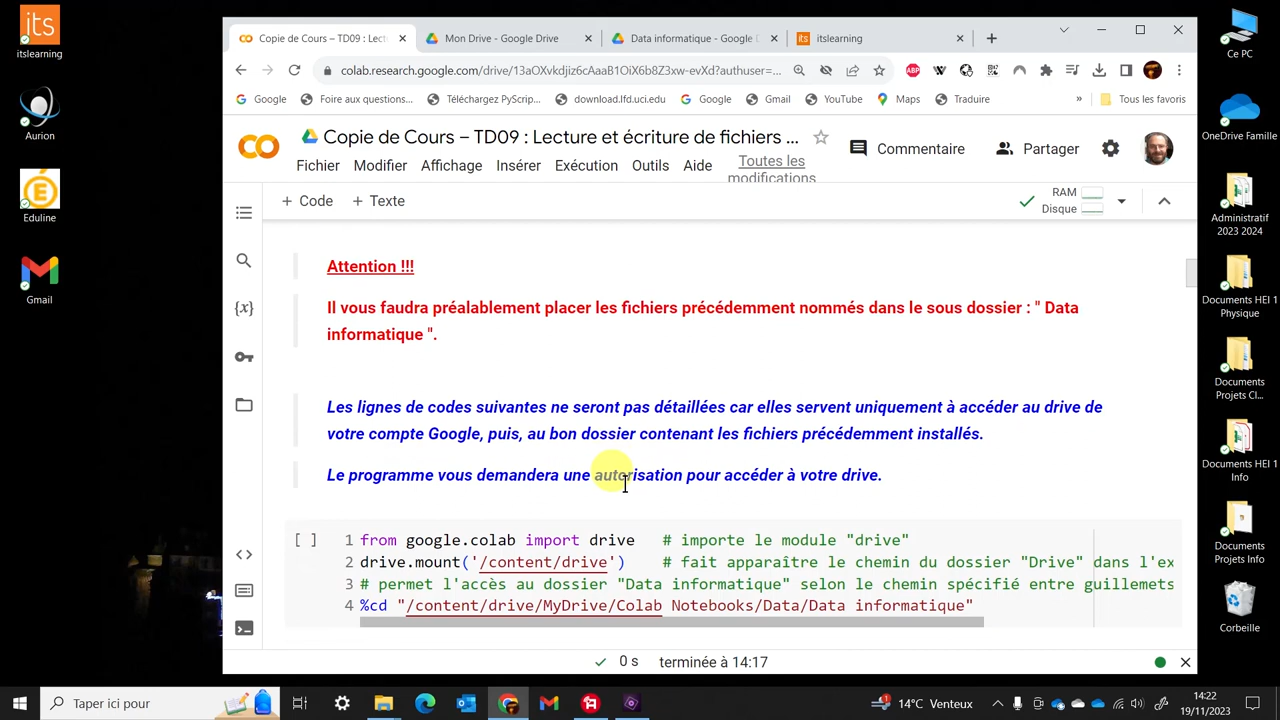 itslearning
Aurion
Eduline
Gmail
Copie de Cours – TD09 : Lect
Mon Drive - Google Drive
Data informatique - Google D
itslearning
colab.research.google.com/drive/13aOXvkdjiz6cAaaB1OiX6b8Z3xw-evXd?authuser=...
Google
Foire aux questions...
Téléchargez PyScrip...
download.lfd.uci.edu
Google
Gmail
YouTube
Maps
Traduire
»
Tous les favoris
Copie de Cours – TD09 : Lecture et écriture de fichiers ...
Commentaire
Partager
Fichier Modifier Affichage Insérer Exécution Outils Aide
Toutes les
modifications
+ Code + Texte
RAM
Disque
Attention !!!
Il vous faudra préalablement placer les fichiers précédemment nommés dans le sous dossier : " Data
informatique ".
Les lignes de codes suivantes ne seront pas détaillées car elles servent uniquement à accéder au drive de
votre compte Google, puis, au bon dossier contenant les fichiers précédemment installés.
Le programme vous demandera une autorisation pour accéder à votre drive.
[ ] 1 from google.colab import drive # importe le module "drive"
2 drive.mount('/content/drive') # fait apparaître le chemin du dossier "Drive" dans l'ex
3 # permet l'accès au dossier "Data informatique" selon le chemin spécifié entre guillemets
4 %cd "/content/drive/MyDrive/Colab Notebooks/Data/Data informatique"
0 s terminée à 14:17
Ce PC
OneDrive Famille
Administratif
2023 2024
Documents HEI 1
Physique
Documents
Projets CI...
Documents HEI 1
Info
Documents
Projets Info
Corbeille
Taper ici pour
14°C Venteux
14:22
19/11/2023